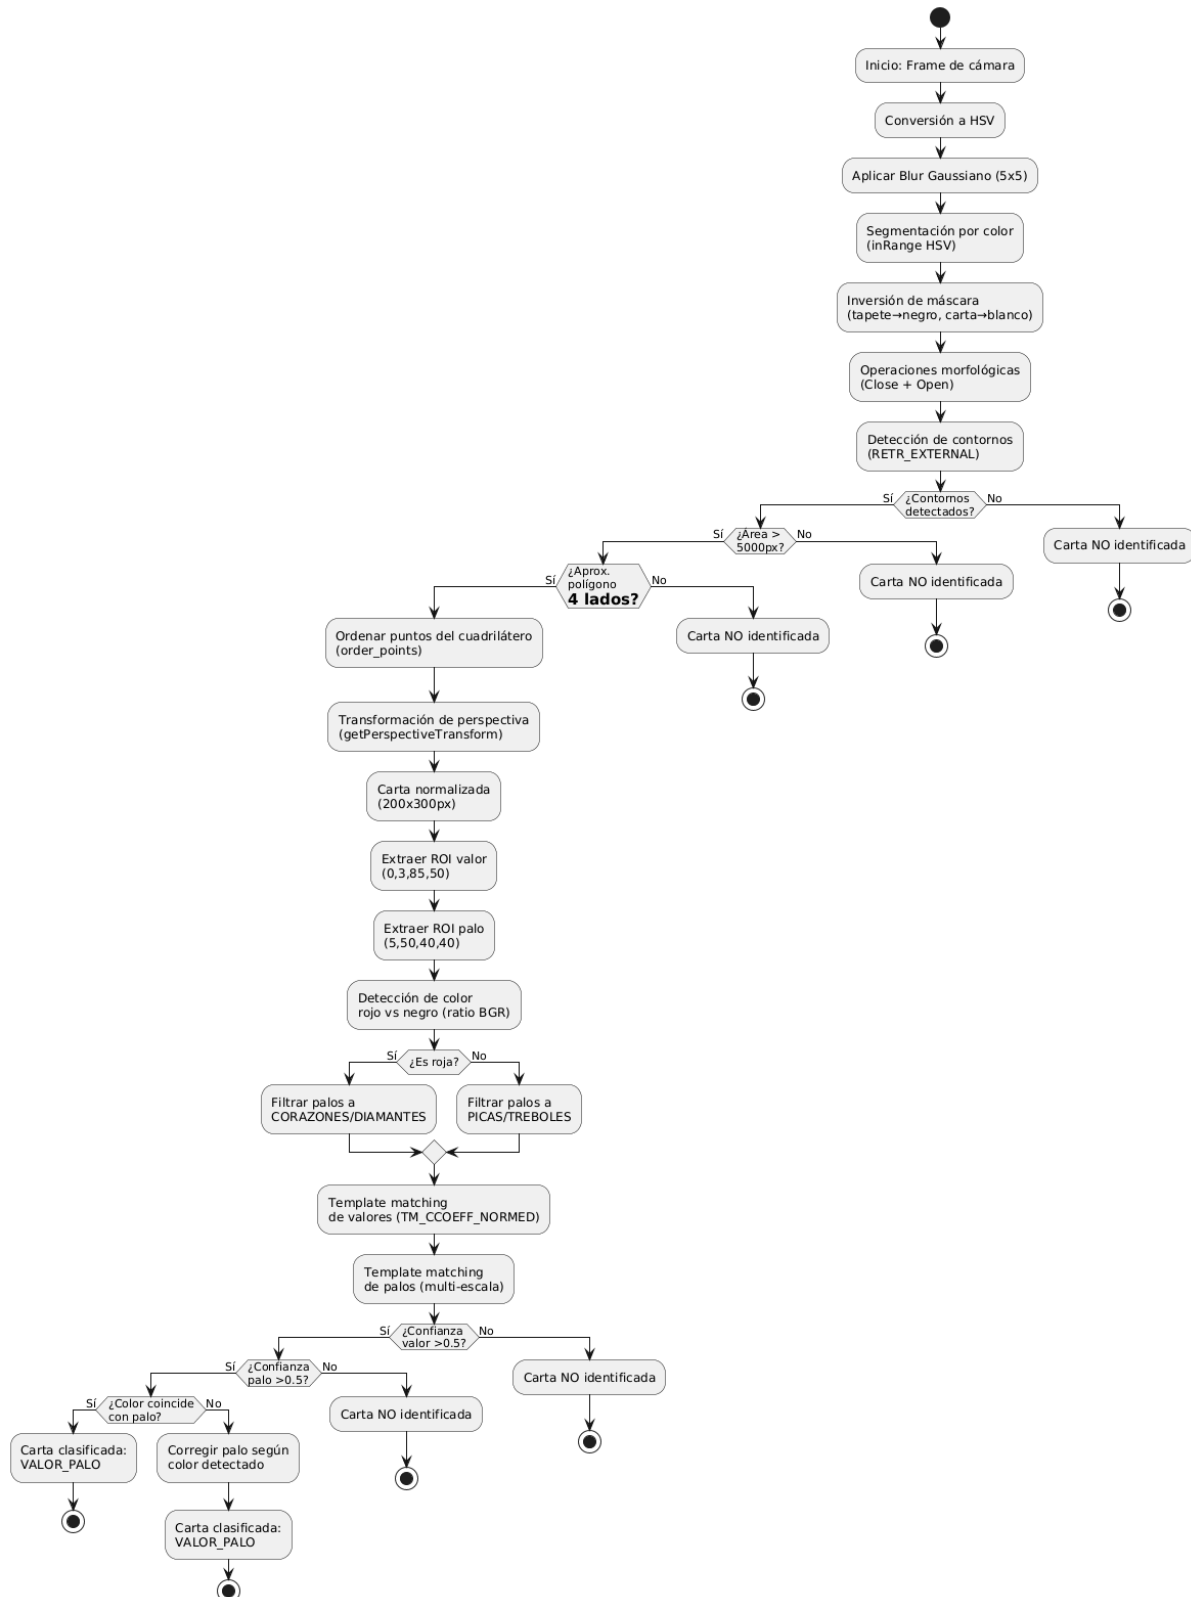 Inicio: Frame de cámara
Conversión a HSV
Aplicar Blur Gaussiano (5x5)
Segmentación por color
(inRange HSV)
Inversión de máscara
(tapete→negro, carta→blanco)
Operaciones morfológicas
(Close + Open)
Detección de contornos
(RETR_EXTERNAL)
Sí
¿Contornos
detectados?
No
Sí
¿Área >
5000px?
No
Carta NO identificada
Sí
¿Aprox.
polígono
4 lados?
No
Carta NO identificada
Ordenar puntos del cuadrilátero
(order_points)
Carta NO identificada
Transformación de perspectiva
(getPerspectiveTransform)
Carta normalizada
(200x300px)
Extraer ROI valor
(0,3,85,50)
Extraer ROI palo
(5,50,40,40)
Detección de color
rojo vs negro (ratio BGR)
Sí
¿Es roja?
No
Filtrar palos a
CORAZONES/DIAMANTES
Filtrar palos a
PICAS/TREBOLES
Template matching
de valores (TM_CCOEFF_NORMED)
Template matching
de palos (multi-escala)
Sí
¿Confianza
valor >0.5?
No
Sí
¿Confianza
palo >0.5?
No
Carta NO identificada
Sí
¿Color coincide
con palo?
No
Carta NO identificada
Carta clasificada:
VALOR_PALO
Corregir palo según
color detectado
Carta clasificada:
VALOR_PALO